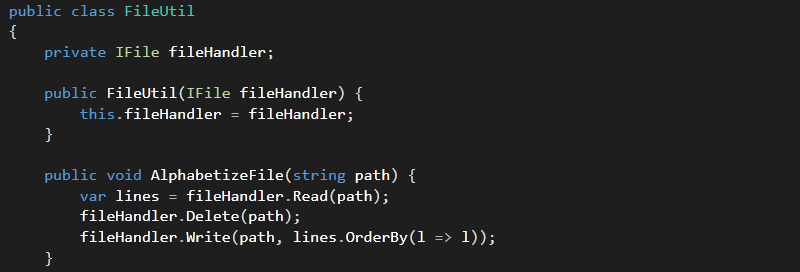 public class FileUtil
{
    private IFile fileHandler;

    public FileUtil(IFile fileHandler) {
        this.fileHandler = fileHandler;
    }

    public void AlphabetizeFile(string path) {
        var lines = fileHandler.Read(path);
        fileHandler.Delete(path);
        fileHandler.Write(path, lines.OrderBy(l => l));
    }